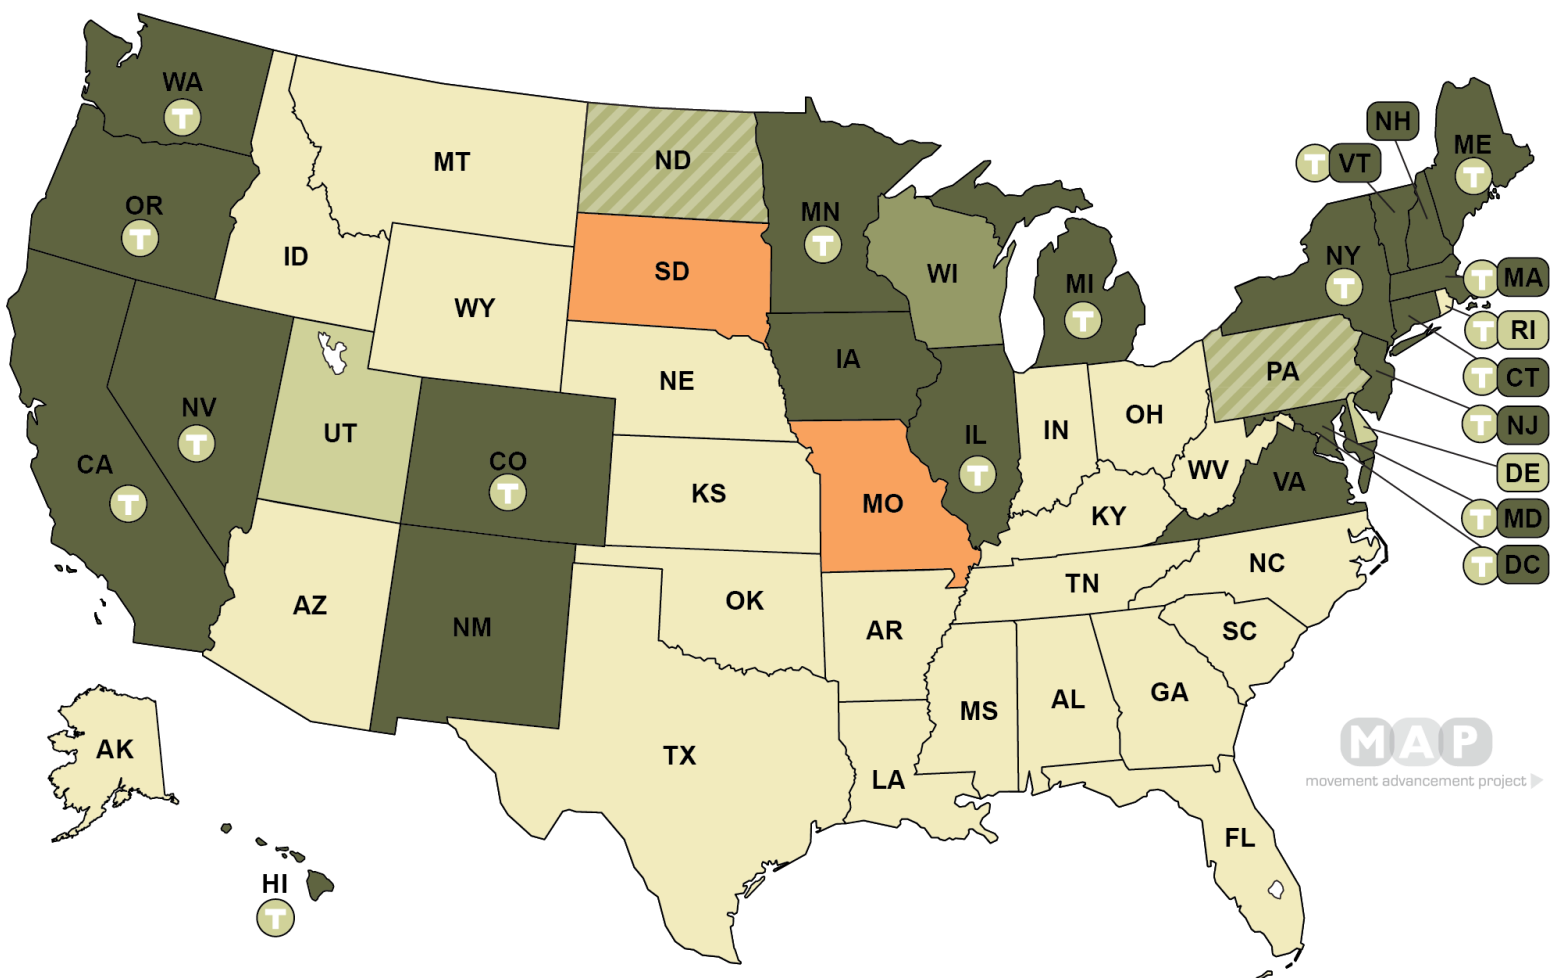 WA
T
MT
ND
OR
T
ID
WY
SD
MN
T
WI
MI
T
NH
T VT
ME
T
NY
T
T MA
T RI
T CT
T NJ
DE
T MD
T DC
NV
T
UT
CA
T
CO
T
NE
IA
IL
T
IN
OH
PA
KS
MO
KY
WV
VA
AZ
NM
OK
AR
TN
NC
SC
TX
LA
MS
AL
GA
FL
AK
HI
T
MAP
movement advancement project